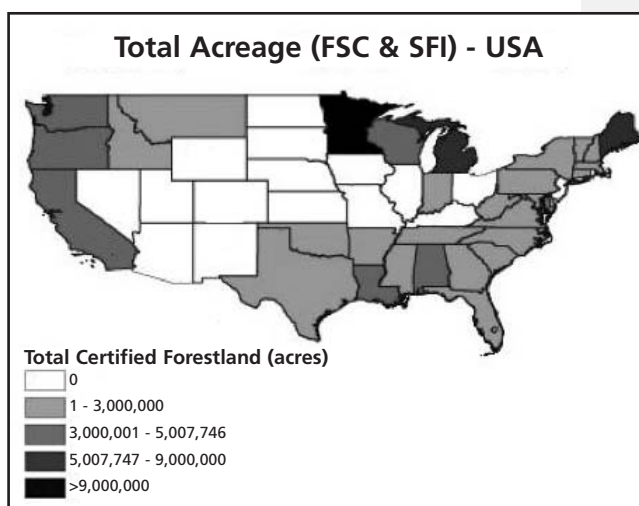 Total Acreage (FSC & SFI) - USA
Total Certified Forestland (acres)
0
1 - 3,000,000
3,000,001 - 5,007,746
5,007,747 - 9,000,000
>9,000,000